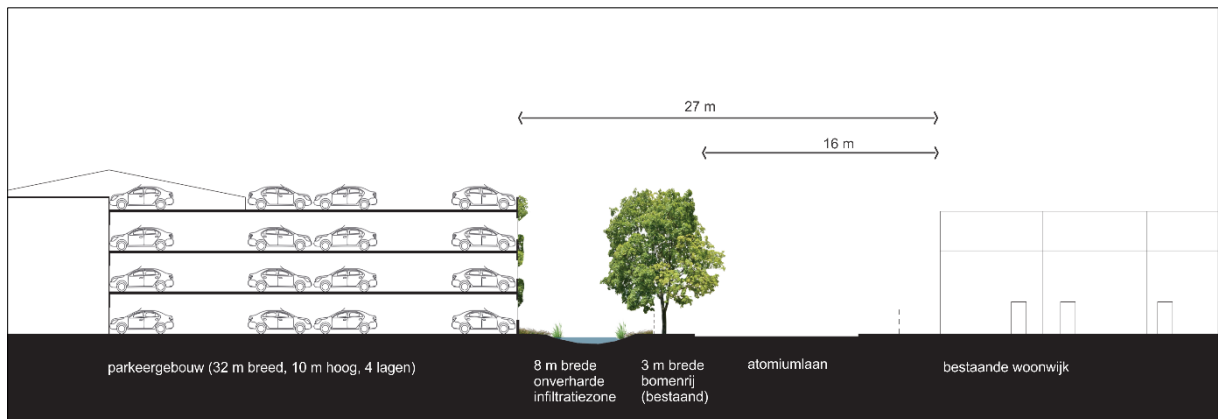 27 m
16 m
parkeergebouw (32 m breed, 10 m hoog, 4 lagen)
8 m brede
onverharde
infiltratiezone
3 m brede
bomenrij
(bestaand)
atomiumlaan
bestaande woonwijk